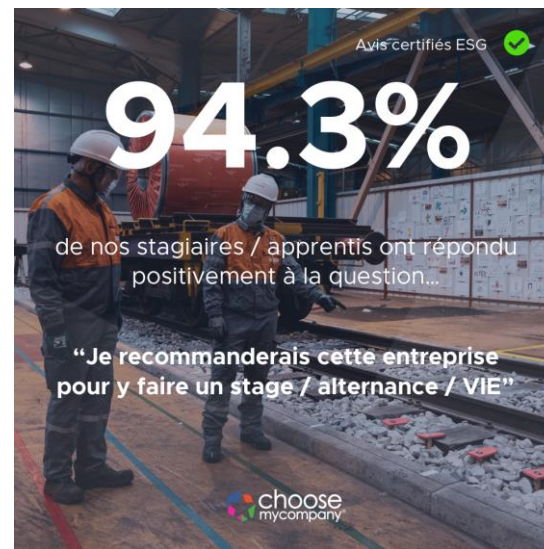 Avis certifiés ESG
94.3%
de nos stagiaires / apprentis ont répondu
positivement à la question...
“Je recommanderais cette entreprise
pour y faire un stage / alternance / VIE”
choose
mycompany